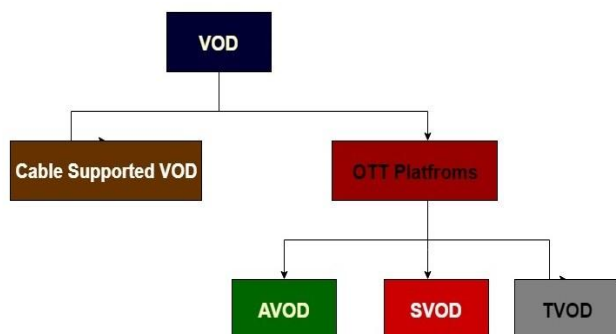 VOD
Cable Supported VOD
OTT Platfroms
AVOD
SVOD
TVOD